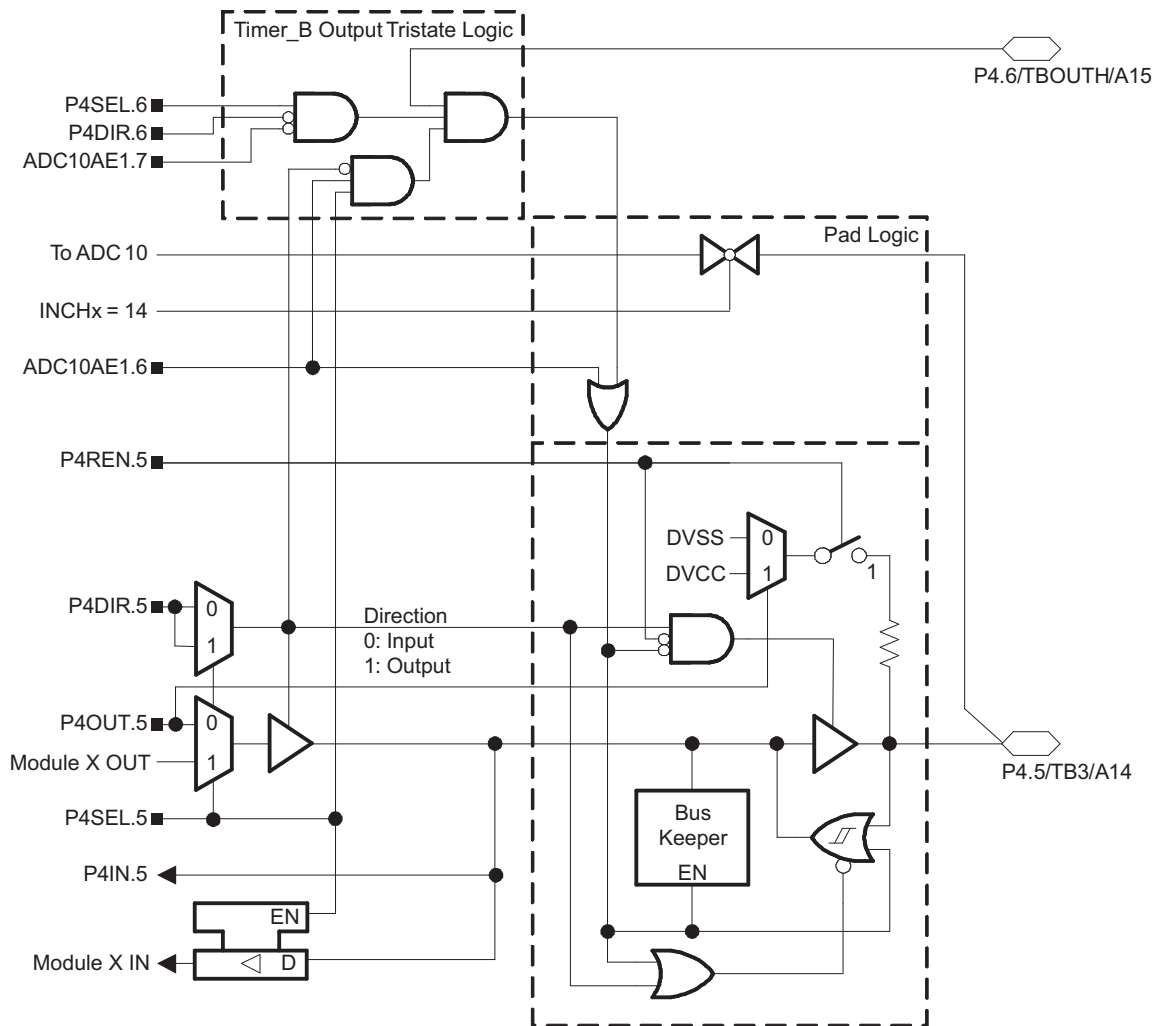 Timer_B Output Tristate Logic
P4.6/TBOUTH/A15
P4SEL.6
P4DIR.6
ADC10AE1.7
Pad Logic
To ADC 10
INCHx = 14
ADC10AE1.6
P4REN.5
DVSS
0
DVCC
1
1
P4DIR.5
0
1
Direction
0: Input
1: Output
P4OUT.5
0
Module X OUT
1
P4.5/TB3/A14
P4SEL.5
Bus
Keeper
EN
P4IN.5
EN
Module X IN
D